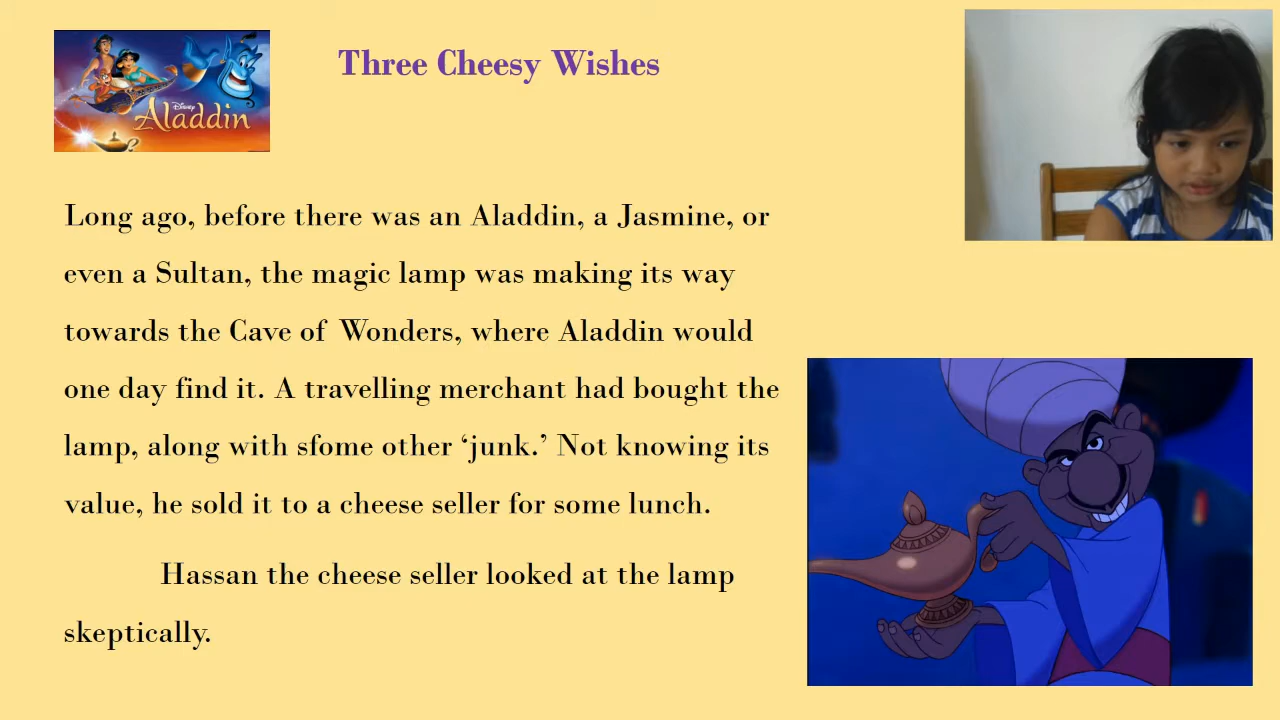 Disney
Aladdin
Three Cheesy Wishes
Long ago, before there was an Aladdin, a Jasmine, or
even a Sultan, the magic lamp was making its way
towards the Cave of Wonders, where Aladdin would
one day find it. A travelling merchant had bought the
lamp, along with sfome other ‘junk.’ Not knowing its
value, he sold it to a cheese seller for some lunch.
Hassan the cheese seller looked at the lamp
skeptically.